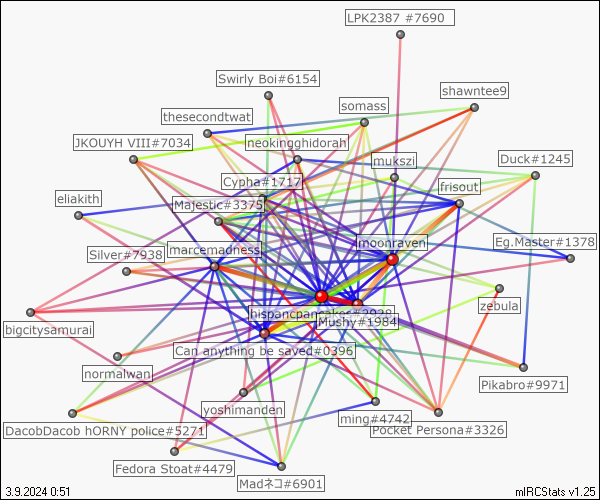 LPK2387 #7690
Swirly Boi#6154
shawntee9
somass
thesecondtwat
JKOUYH VIII#7034
neokingghidorah
mukszi
Duck#1245
Cypha#1717
frisout
eliakith
Majestic#3375
marcemadness
moonraven
Eg.Master#1378
Silver#7938
zebula
hispancpancakes#3938
Mushy#1984
bigcitysamurai
Can anything be saved#0396
normalwan
Pikabro#9971
yoshimanden
ming#4742
DacobDacob hORNY police#5271
Pocket Persona#3326
Fedora Stoat#4479
Madネコ#6901
3.9.2024 0:51
mIRCStats v1.25